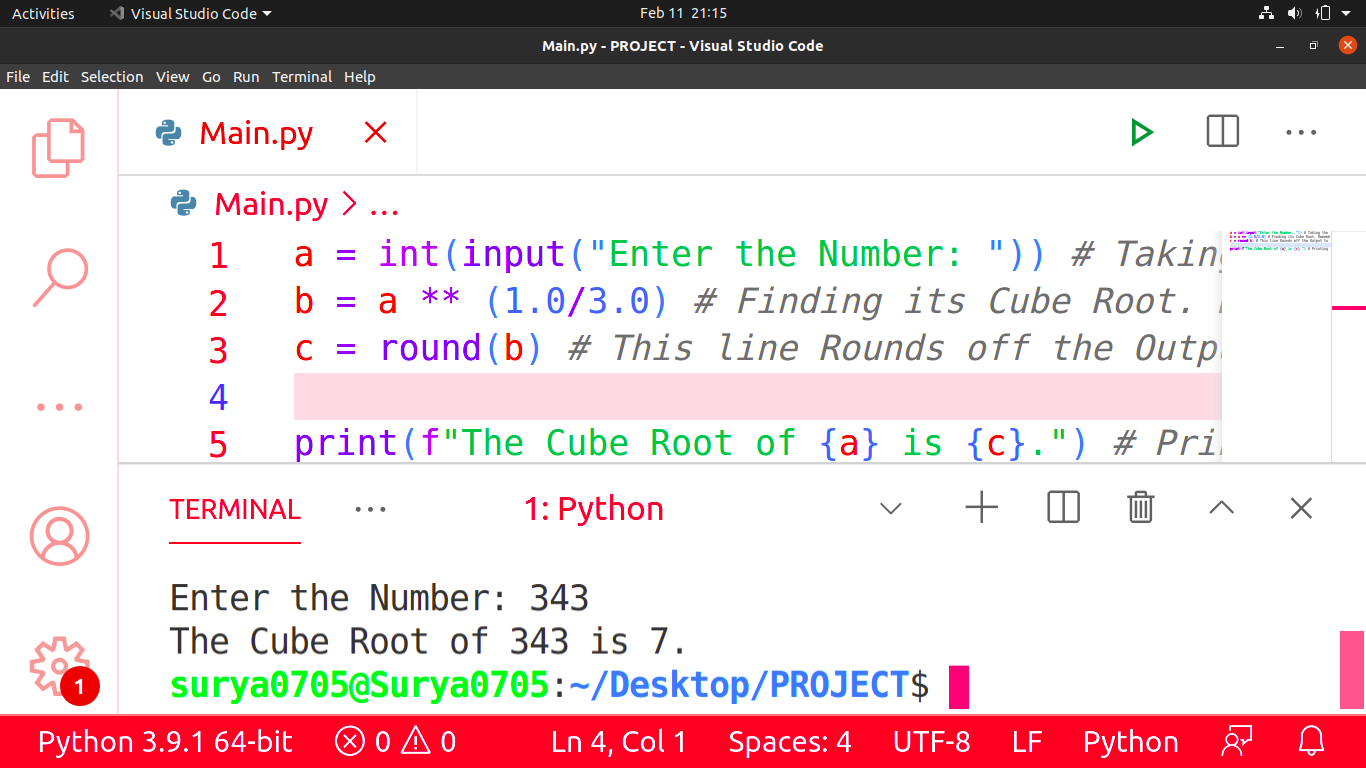 Activities Visual Studio Code Feb 11 21:15
Main.py - PROJECT - Visual Studio Code
File Edit Selection View Go Run Terminal Help
Main.py
Main.py > ...
1 a = int(input("Enter the Number: ")) # Taking
2 b = a ** (1.0/3.0) # Finding its Cube Root.
3 c = round(b) # This line Rounds off the Outp
4
5 print(f"The Cube Root of {a} is {c}.") # Pri
TERMINAL ... 1: Python
Enter the Number: 343
The Cube Root of 343 is 7.
surya0705@Surya0705:~/Desktop/PROJECT$
1
Python 3.9.1 64-bit 0 0 Ln 4, Col 1 Spaces: 4 UTF-8 LF Python